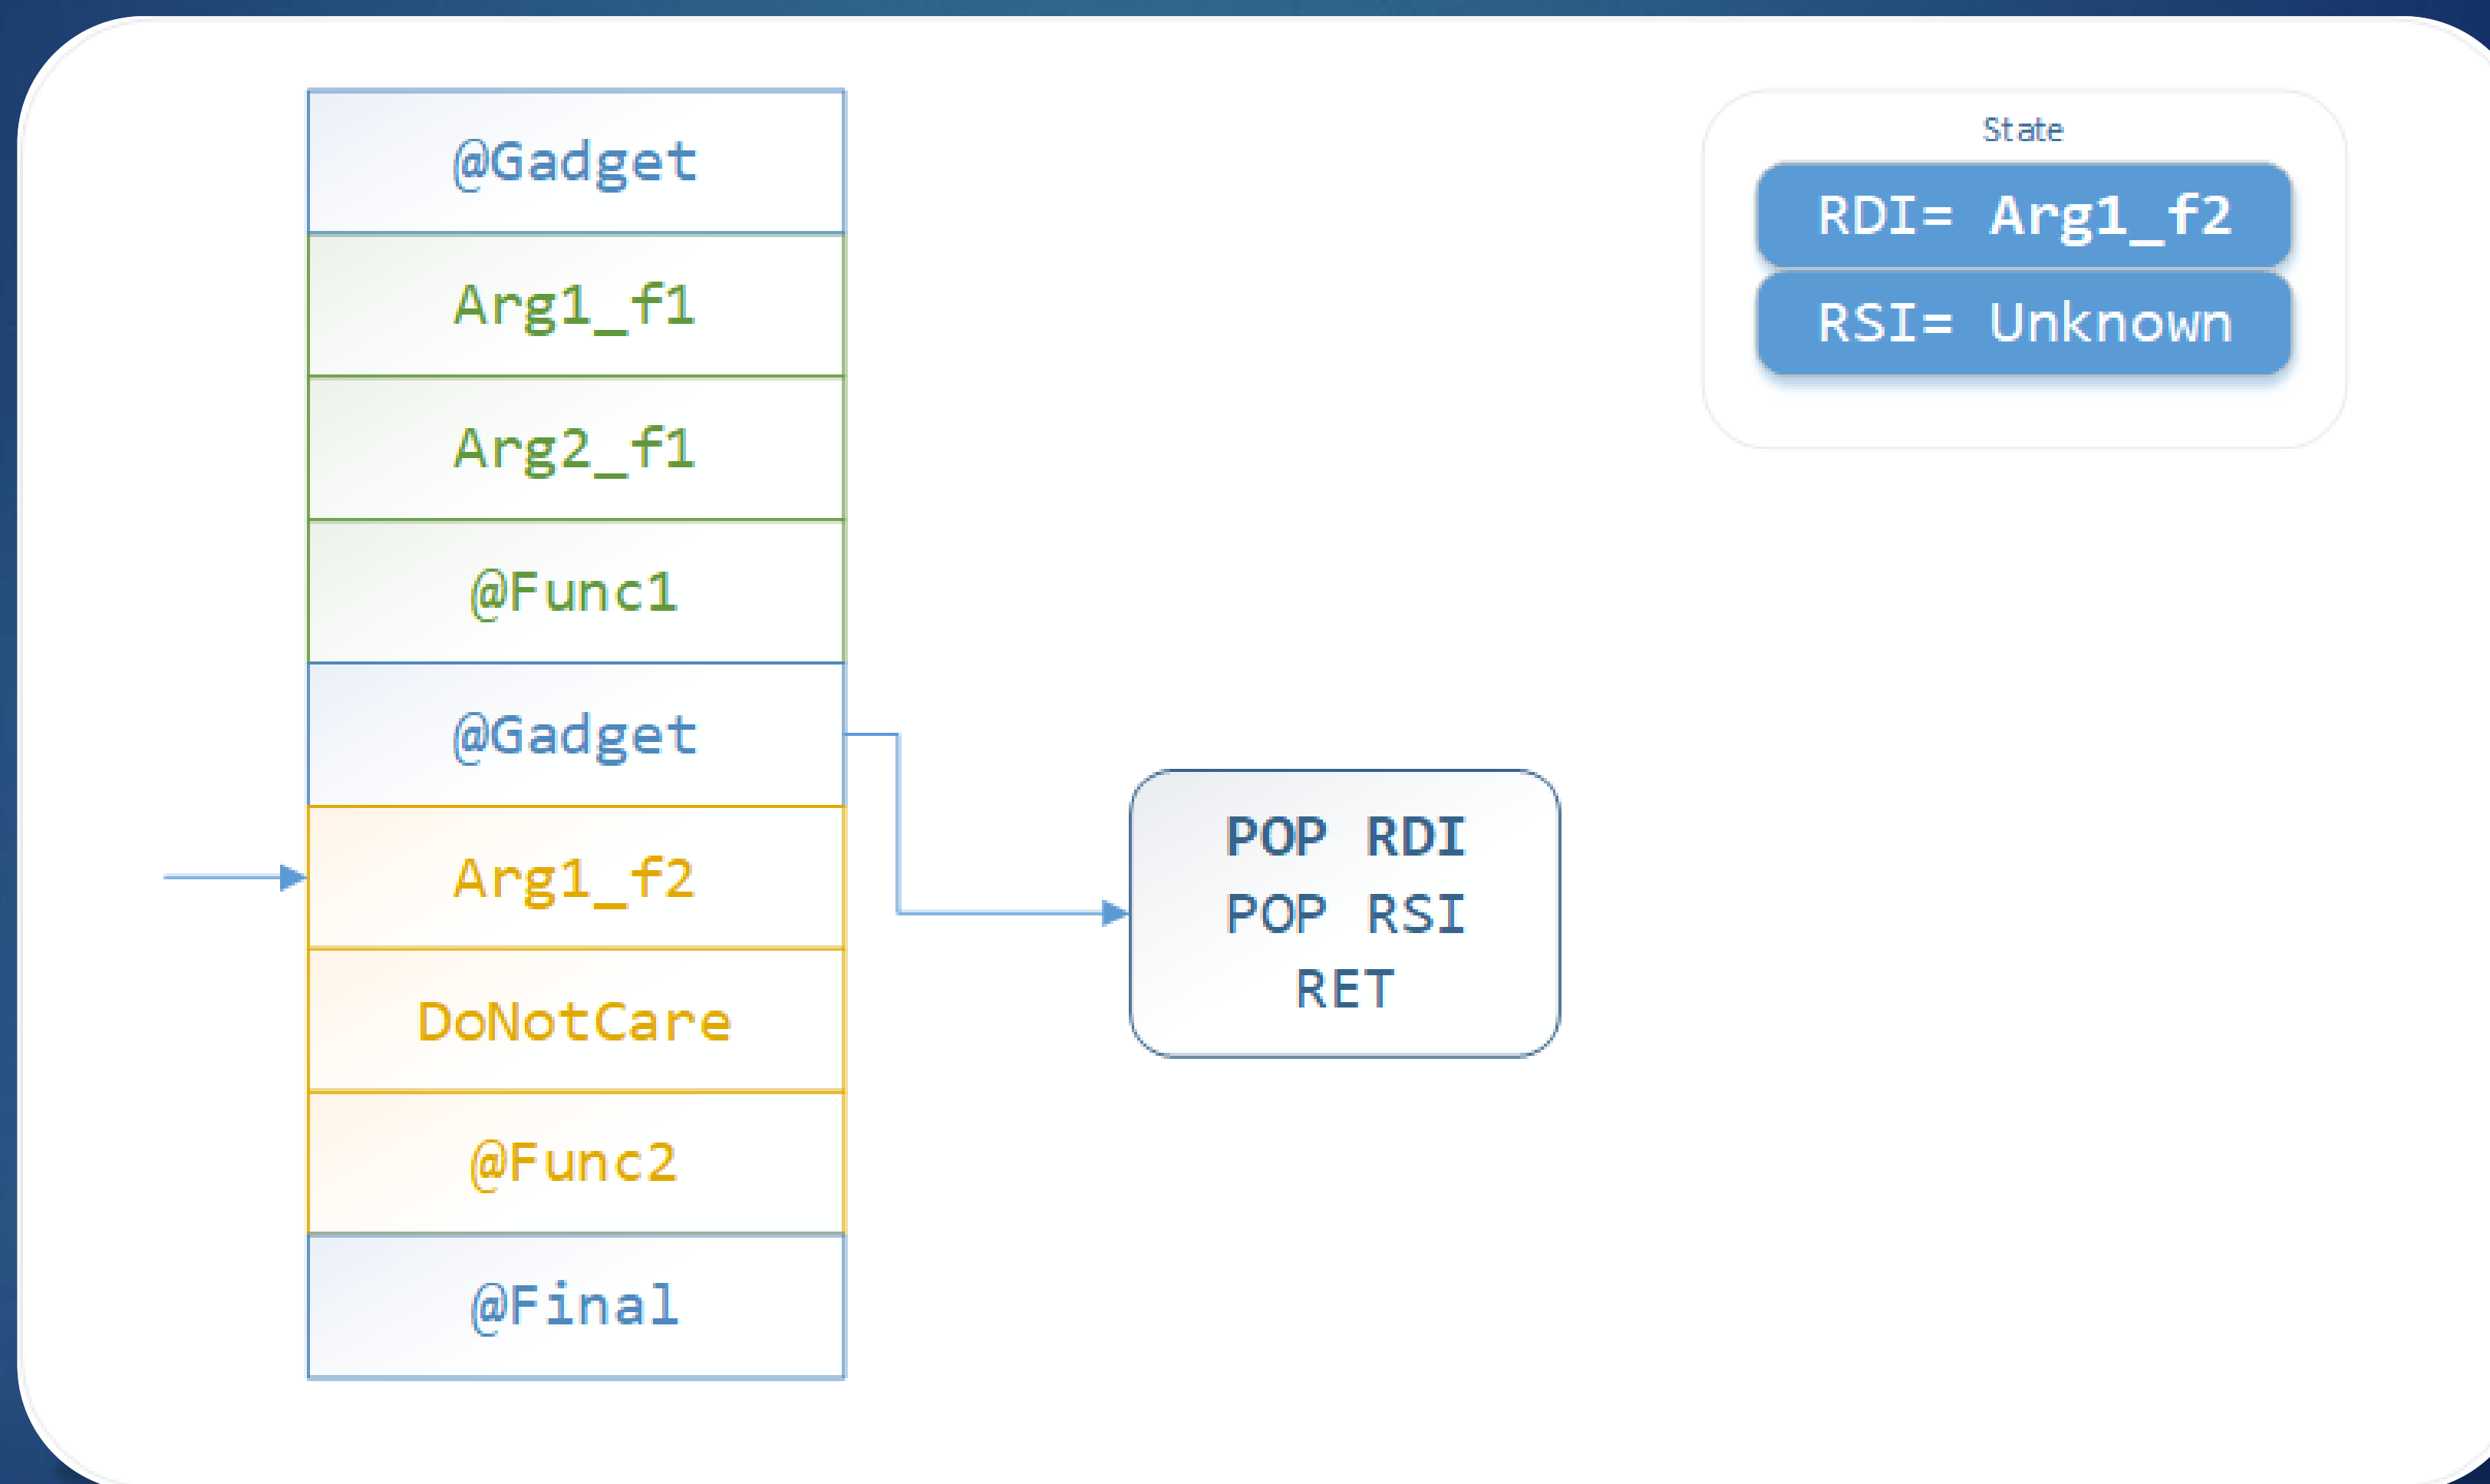 @Gadget
Arg1_f1
Arg2_f1
@Func1
@Gadget
Arg1_f2
DoNotCare
@Func2
@Final
POP RDI
POP RSI
RET
State
RDI= Arg1_f2
RSI= Unknown